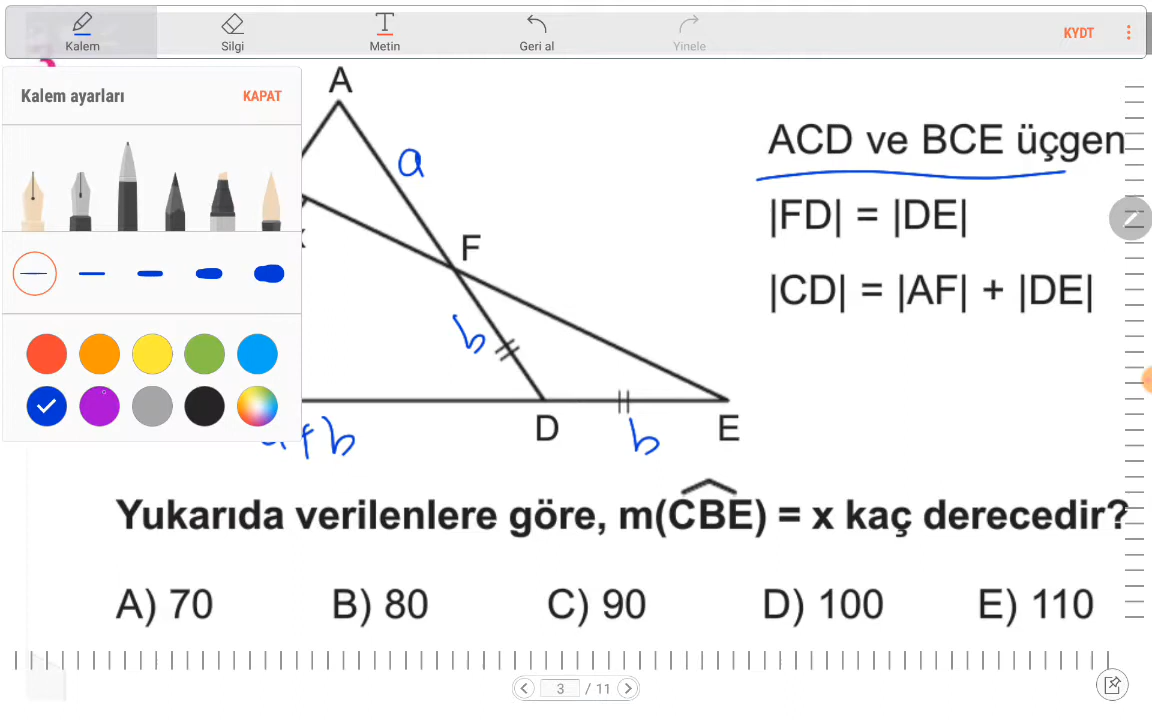 Kalem
Silgi
Metin
Geri al
Yinele
KYDT
Kalem ayarları
KAPAT
A
a
F
b
D
b
E
+ b
ACD ve BCE üçgen
|FD| = |DE|
|CD| = |AF| + |DE|
Yukarıda verilenlere göre, m(CBE) = x kaç derecedir?
A) 70 B) 80 C) 90 D) 100 E) 110
3 / 11